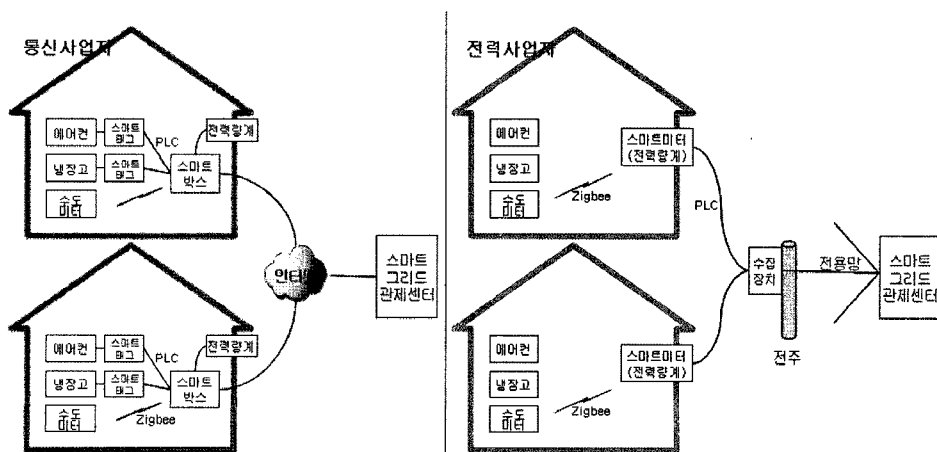 통신사업자
에어컨
스마트
태그
PLC
전력량계
냉장고
스마트
태그
스마트
박스
수도
미터
에어컨
스마트
태그
PLC
전력량계
냉장고
스마트
태그
스마트
박스
수도
미터
Zigbee
스마트
그리드
관제센터
전력사업자
에어컨
냉장고
수도
미터
스마트미터
(전력량계)
Zigbee
PLC
에어컨
냉장고
수도
미터
스마트미터
(전력량계)
Zigbee
수집
장치
전용망
전주
스마트
그리드
관제센터